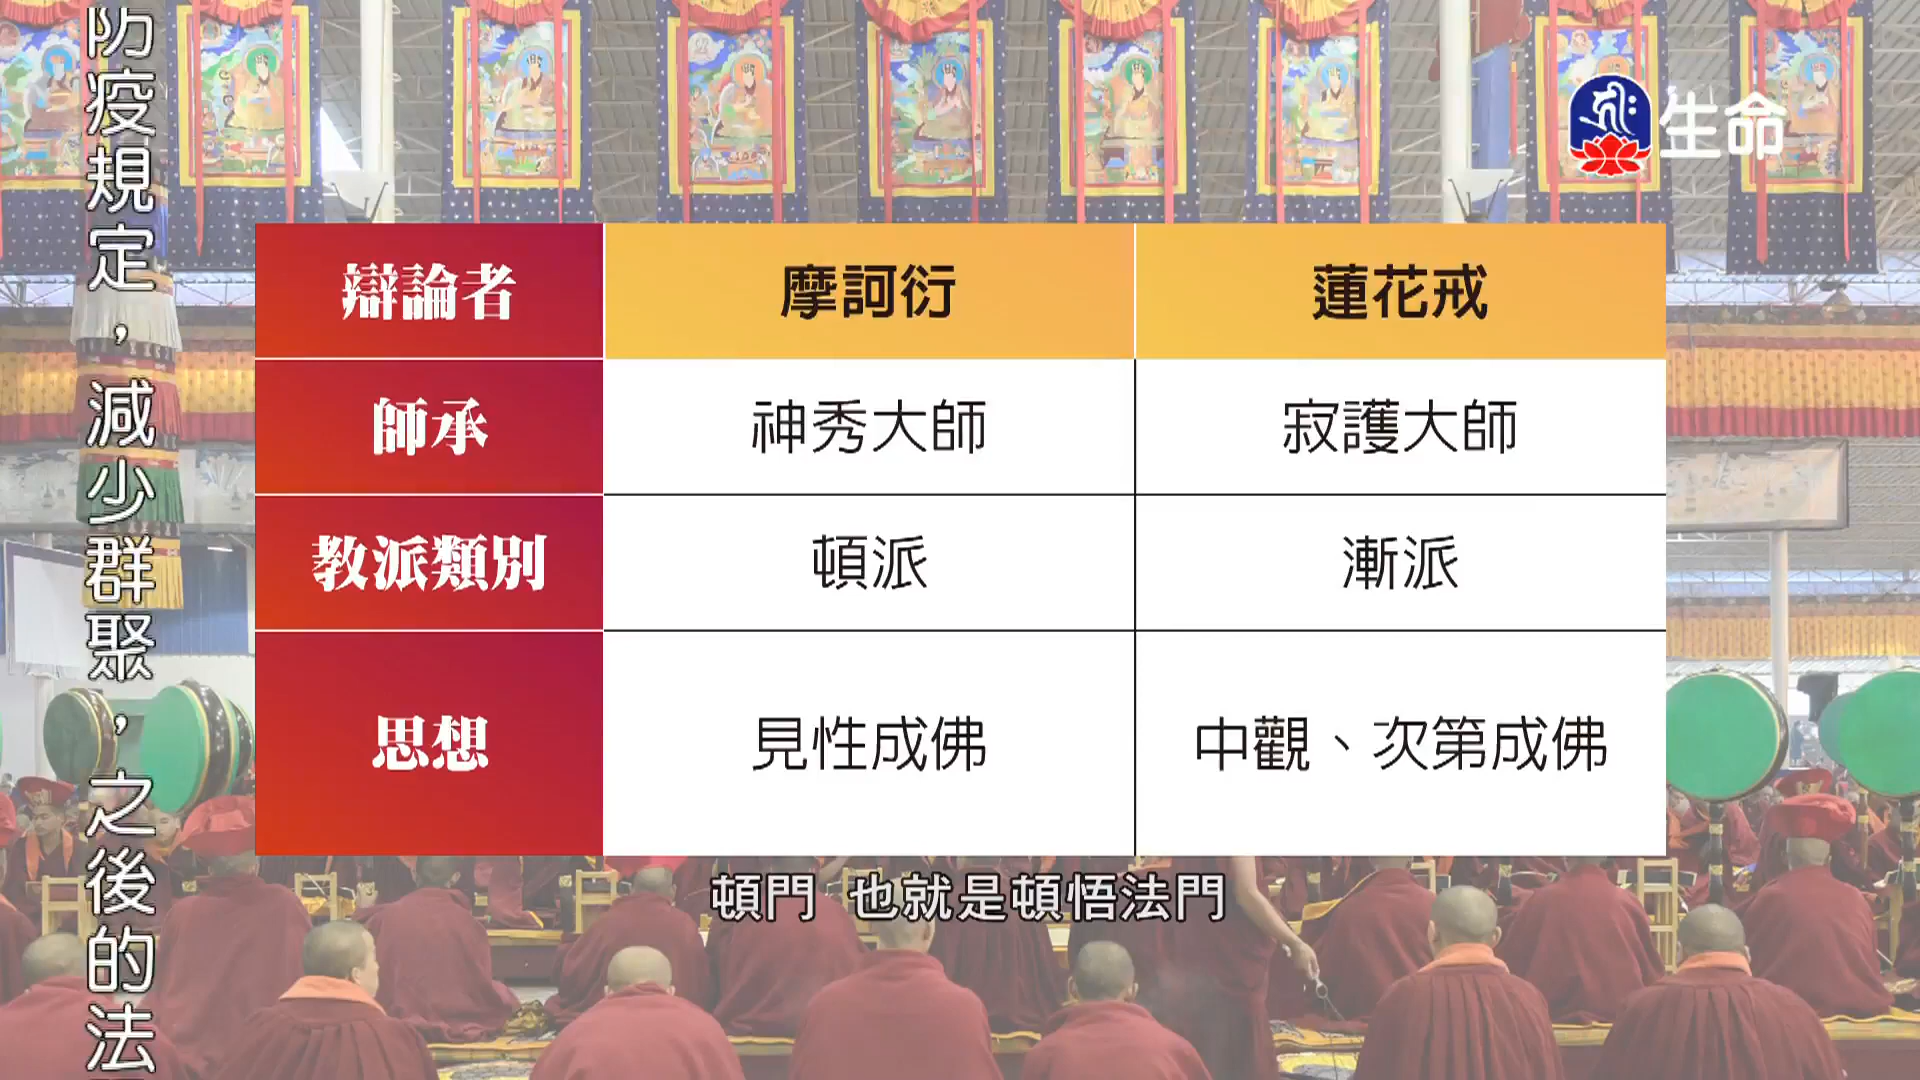 防疫規定，減少群聚，之後的法
生命
辯論者 摩訶衍 蓮花戒
師承 神秀大師 寂護大師
教派類別 頓派 漸派
思想 見性成佛 中觀、次第成佛
頓門 也就是頓悟法門